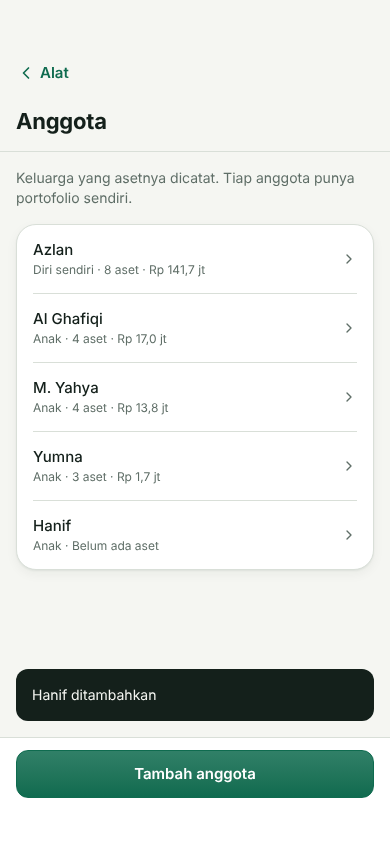 Alat
Anggota
Keluarga yang asetnya dicatat. Tiap anggota punya
portofolio sendiri.
Azlan
Diri sendiri · 8 aset · Rp 141,7 jt
Al Ghafiqi
Anak · 4 aset · Rp 17,0 jt
M. Yahya
Anak · 4 aset · Rp 13,8 jt
Yumna
Anak · 3 aset · Rp 1,7 jt
Hanif
Anak · Belum ada aset
Hanif ditambahkan
Tambah anggota